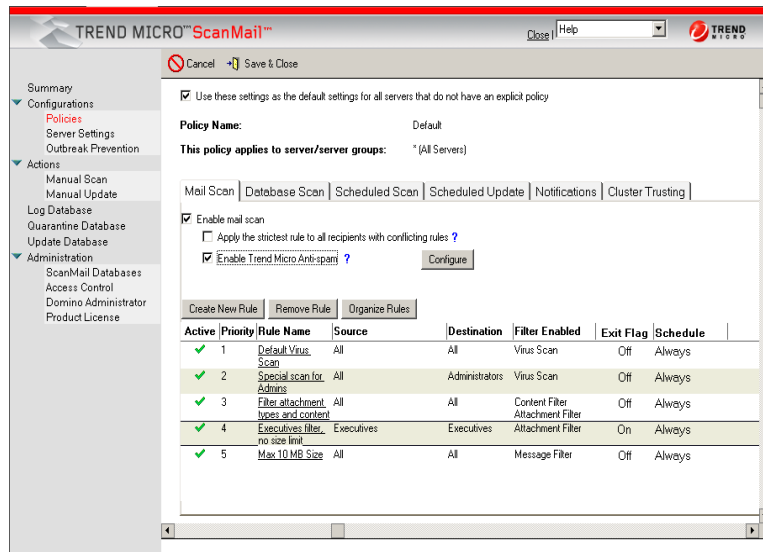 TREND MICRO™ ScanMail™
Close | Help
TREND MICRO
Cancel Save & Close
Summary
Configurations
Policies
Server Settings
Outbreak Prevention
Actions
Manual Scan
Manual Update
Log Database
Quarantine Database
Update Database
Administration
ScanMail Databases
Access Control
Domino Administrator
Product License
Use these settings as the default settings for all servers that do not have an explicit policy
Policy Name: Default
This policy applies to server/server groups: * (All Servers)
Mail Scan Database Scan Scheduled Scan Scheduled Update Notifications Cluster Trusting
Enable mail scan
Apply the strictest rule to all recipients with conflicting rules ?
Enable Trend Micro Anti-spam ? Configure
Create New Rule Remove Rule Organize Rules
Active Priority Rule Name Source Destination Filter Enabled Exit Flag Schedule
1 Default Virus All All Virus Scan Off Always
Scan
2 Special scan for All Administrators Virus Scan Off Always
Admins
3 Filter attachment All All Content Filter Off Always
types and content Attachment Filter
4 Executives filter, Executives Executives Attachment Filter On Always
no size limit
5 Max 10 MB Size All All Message Filter Off Always